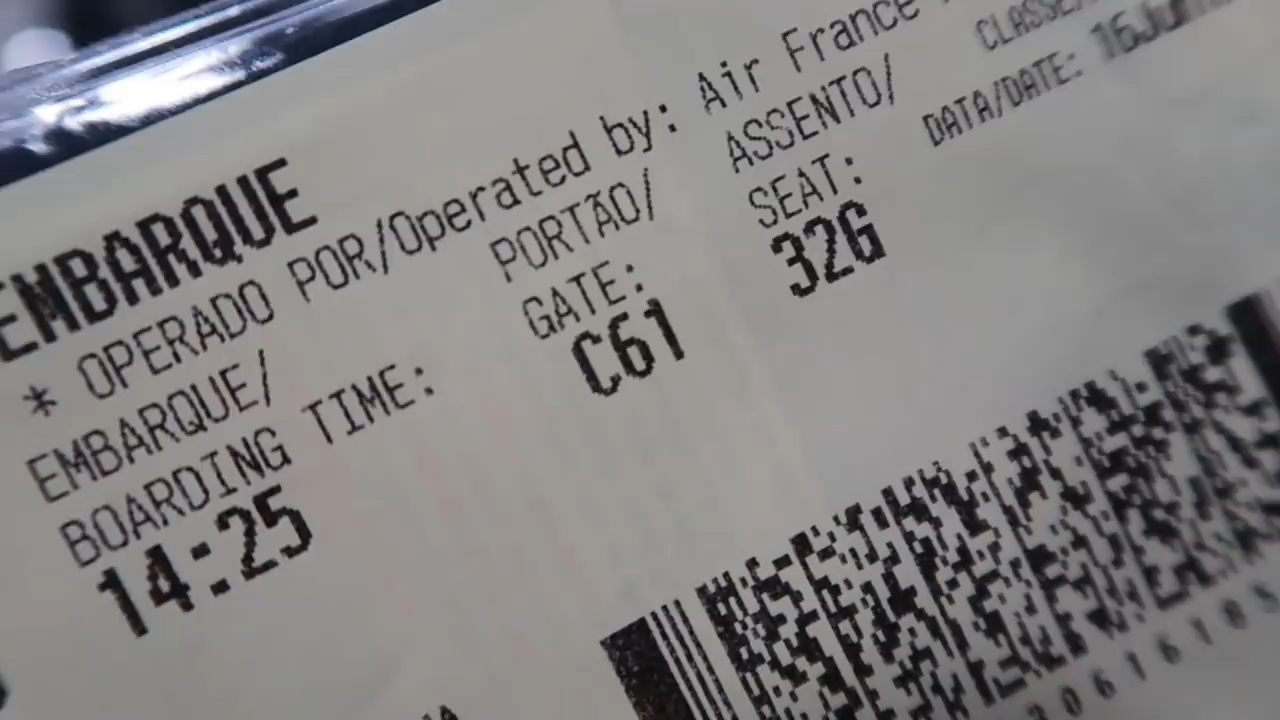 EMBARQUE
* OPERADO POR/Operated by: Air France
EMBARQUE/
BOARDING TIME:
14:25
PORTÃO/
GATE:
C61
ASSENTO/
SEAT:
32G
DATA/DATE: 16Jun